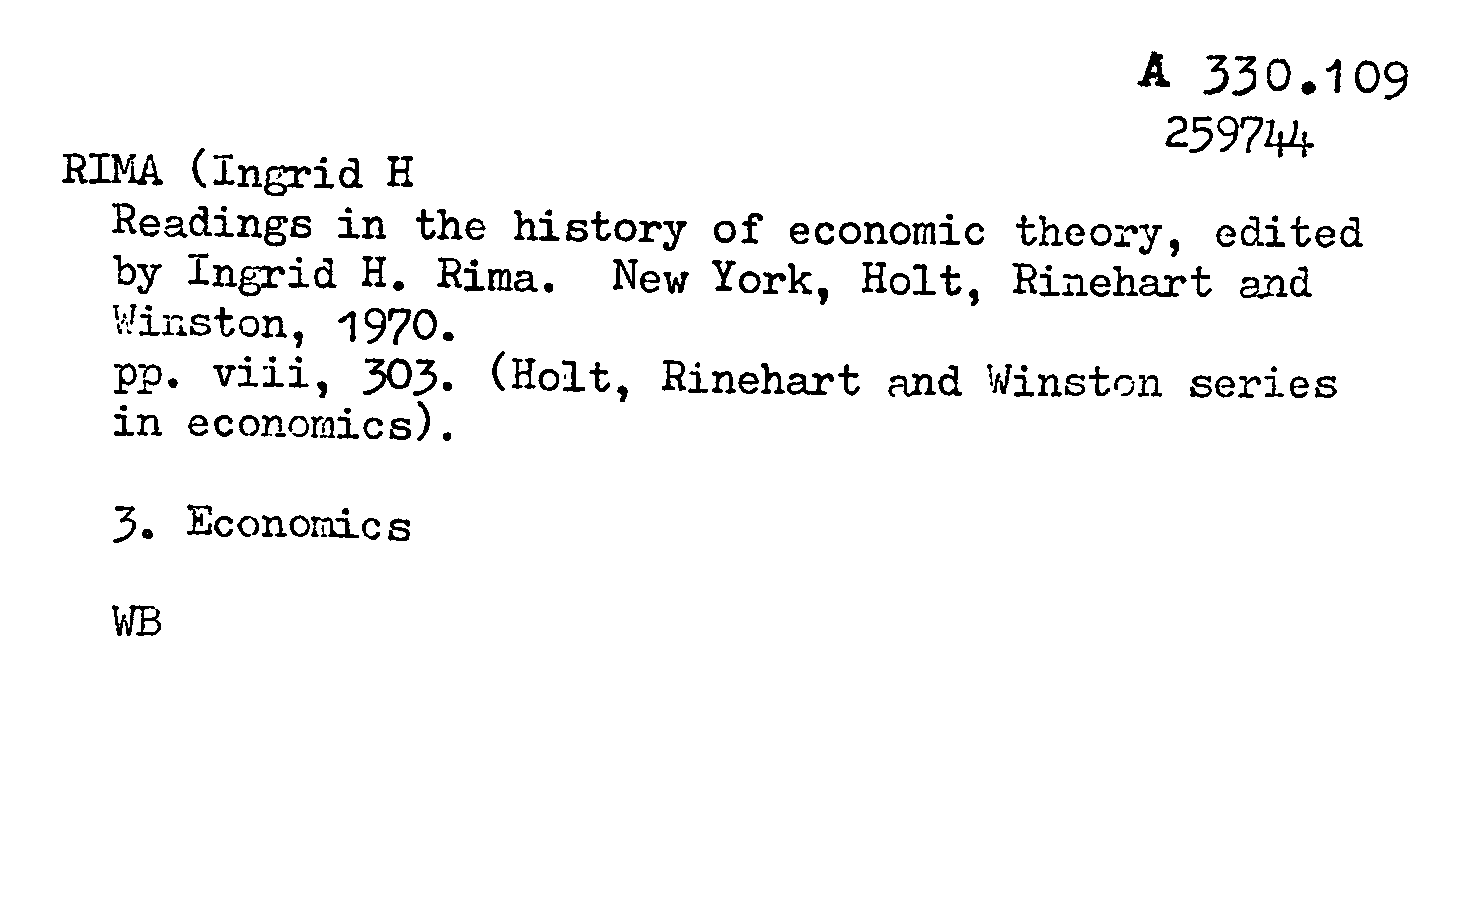 A 330.109
259744
RIMA (Ingrid H
Readings in the history of economic theory, edited
by Ingrid H. Rima. New York, Holt, Rinehart and
Winston, 1970.
pp. viii, 303. (Holt, Rinehart and Winston series
in economics).
3. Economics
WB